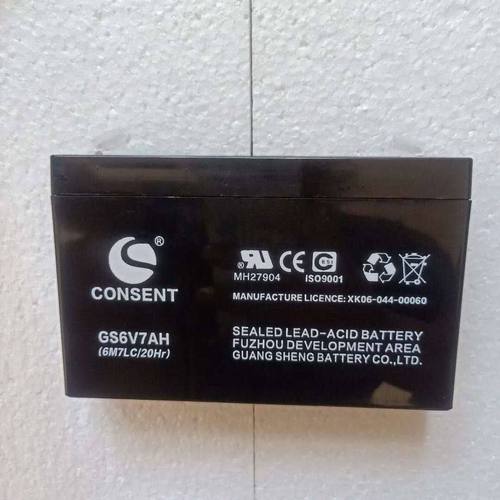 ®
CONSENT
GS6V7AH
(6M7LC/20Hr)
MH27904
CE
ISO9001
MANUFACTURE LICENCE: XK06-044-00060
SEALED LEAD-ACID BATTERY
FUZHOU DEVELOPMENT AREA
GUANG SHENG BATTERY CO.,LTD.